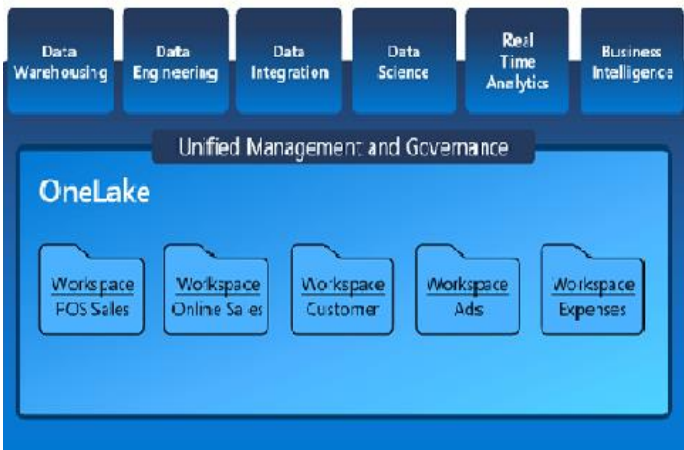 Data
Warehousing
Data
Engineering
Data
Integration
Data
Science
Real
Time
Analytics
Business
Intelligence
Unified Management and Governance
OneLake
Workspace
POS Sales
Workspace
Online Sales
Workspace
Customer
Workspace
Ads
Workspace
Expenses